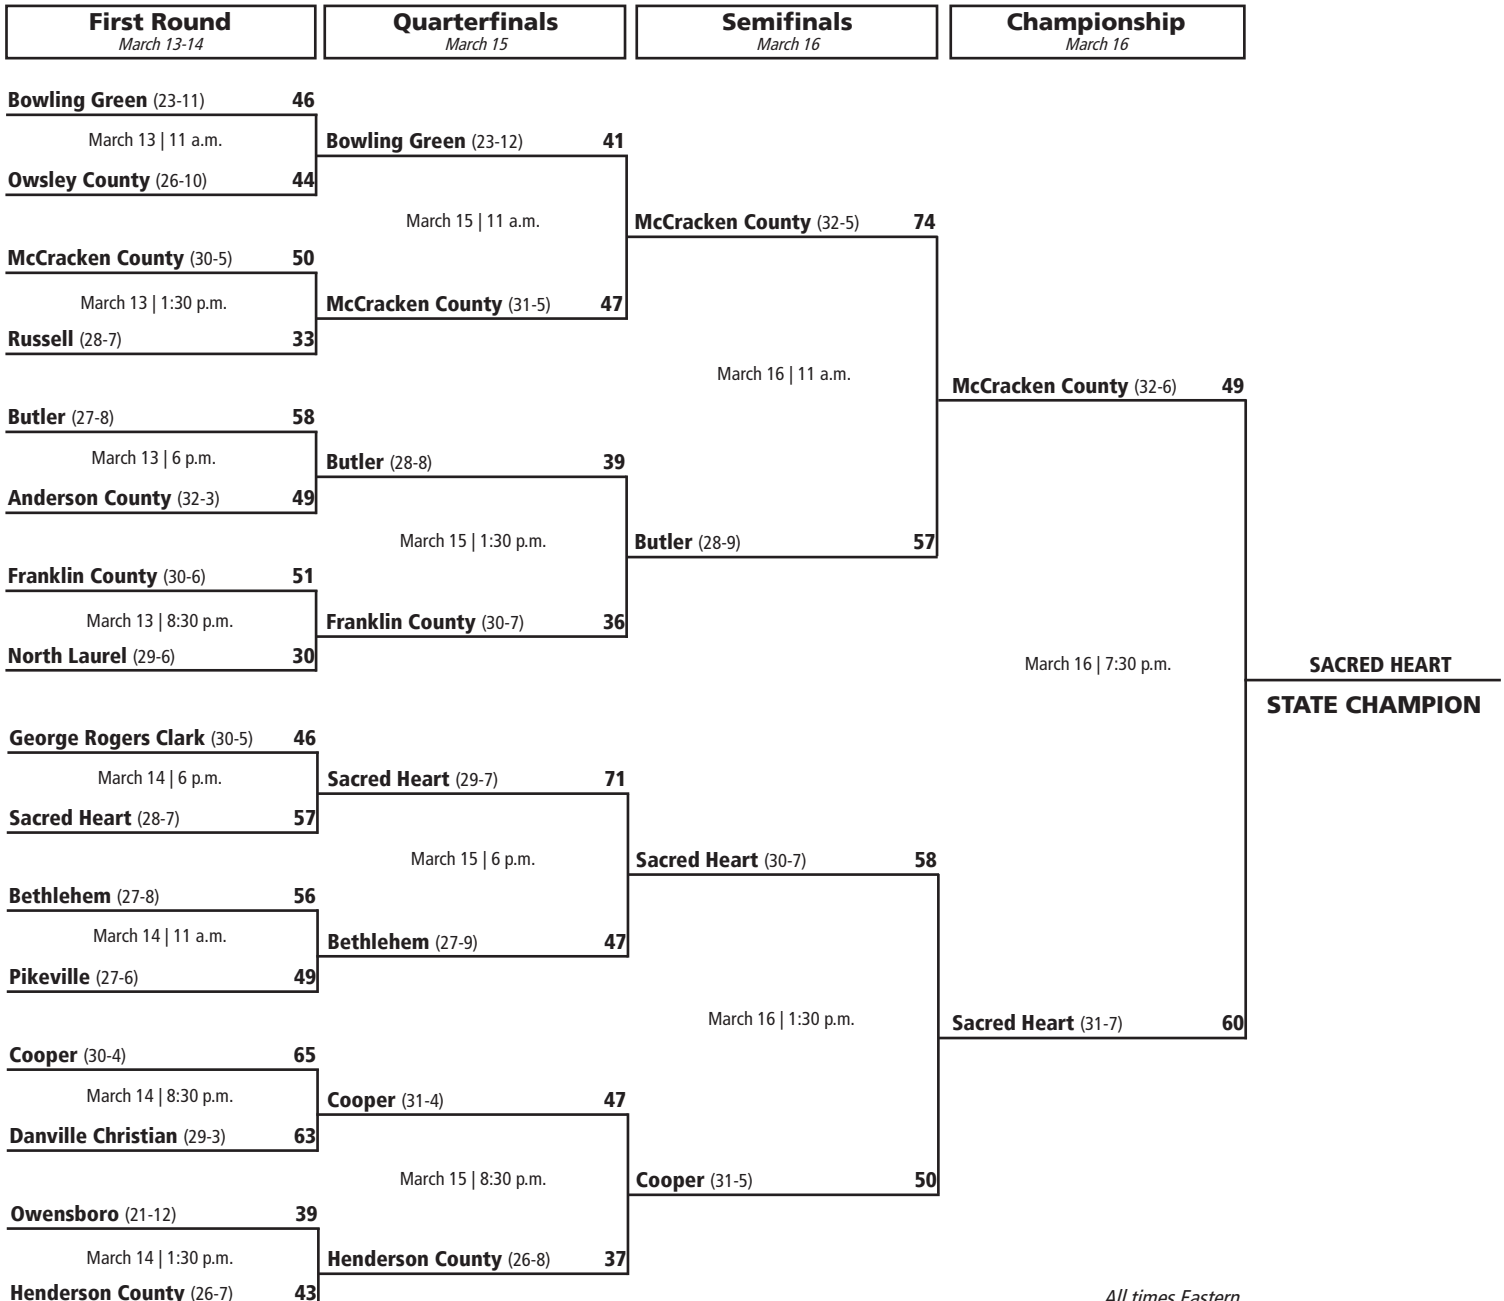 First Round
March 13-14
Quarterfinals
March 15
Semifinals
March 16
Championship
March 16
Bowling Green (23-11) 46
March 13 | 11 a.m.
Owsley County (26-10) 44
McCracken County (30-5) 50
March 13 | 1:30 p.m.
Russell (28-7) 33
Butler (27-8) 58
March 13 | 6 p.m.
Anderson County (32-3) 49
Franklin County (30-6) 51
March 13 | 8:30 p.m.
North Laurel (29-6) 30
George Rogers Clark (30-5) 46
March 14 | 6 p.m.
Sacred Heart (28-7) 57
Bethlehem (27-8) 56
March 14 | 11 a.m.
Pikeville (27-6) 49
Cooper (30-4) 65
March 14 | 8:30 p.m.
Danville Christian (29-3) 63
Owensboro (21-12) 39
March 14 | 1:30 p.m.
Henderson County (26-7) 43
Bowling Green (23-12) 41
March 15 | 11 a.m.
McCracken County (31-5) 47
Butler (28-8) 39
March 15 | 1:30 p.m.
Franklin County (30-7) 36
Sacred Heart (29-7) 71
March 15 | 6 p.m.
Bethlehem (27-9) 47
Cooper (31-4) 47
March 15 | 8:30 p.m.
Henderson County (26-8) 37
McCracken County (32-5) 74
March 16 | 11 a.m.
Butler (28-9) 57
Sacred Heart (30-7) 58
March 16 | 1:30 p.m.
Cooper (31-5) 50
McCracken County (32-6) 49
March 16 | 7:30 p.m.
Sacred Heart (31-7) 60
SACRED HEART
STATE CHAMPION
All times Eastern